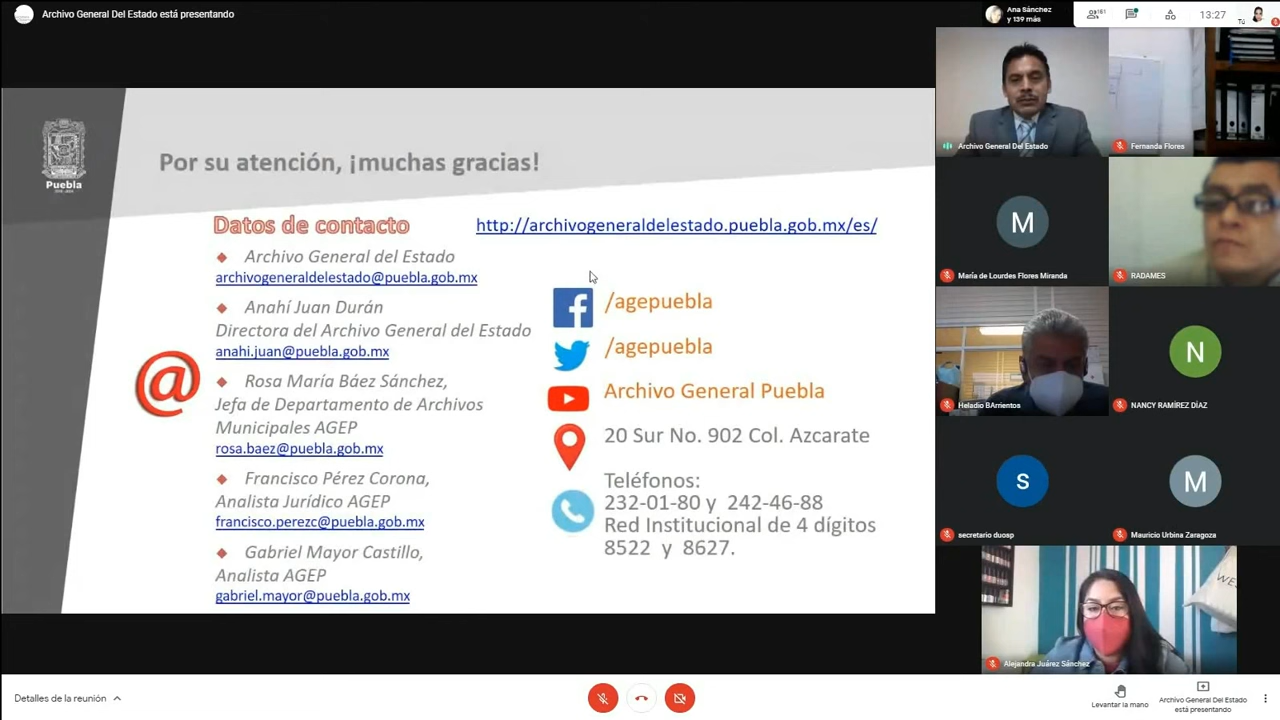 Archivo General Del Estado está presentando
Ana Sánchez
y 139 más
161
13:27
Tú
Puebla
Por su atención, ¡muchas gracias!
Datos de contacto
Archivo General del Estado
archivogeneraldelestado@puebla.gob.mx
Anahí Juan Durán
Directora del Archivo General del Estado
anahi.juan@puebla.gob.mx
@
Rosa María Báez Sánchez,
Jefa de Departamento de Archivos
Municipales AGEP
rosa.baez@puebla.gob.mx
Francisco Pérez Corona,
Analista Jurídico AGEP
francisco.perezc@puebla.gob.mx
Gabriel Mayor Castillo,
Analista AGEP
gabriel.mayor@puebla.gob.mx
http://archivogeneraldelestado.puebla.gob.mx/es/
/agepuebla
/agepuebla
Archivo General Puebla
20 Sur No. 902 Col. Azcarate
Teléfonos:
232-01-80 y 242-46-88
Red Institucional de 4 dígitos
8522 y 8627.
Archivo General Del Estado
Fernanda Flores
M
María de Lourdes Flores Miranda
RADAMES
Heladio BArrientos
N
NANCY RAMÍREZ DÍAZ
s
secretario duosp
M
Mauricio Urbina Zaragoza
Alejandra Juárez Sánchez
Detalles de la reunión
Levantar la mano
Archivo General Del Estado
está presentando